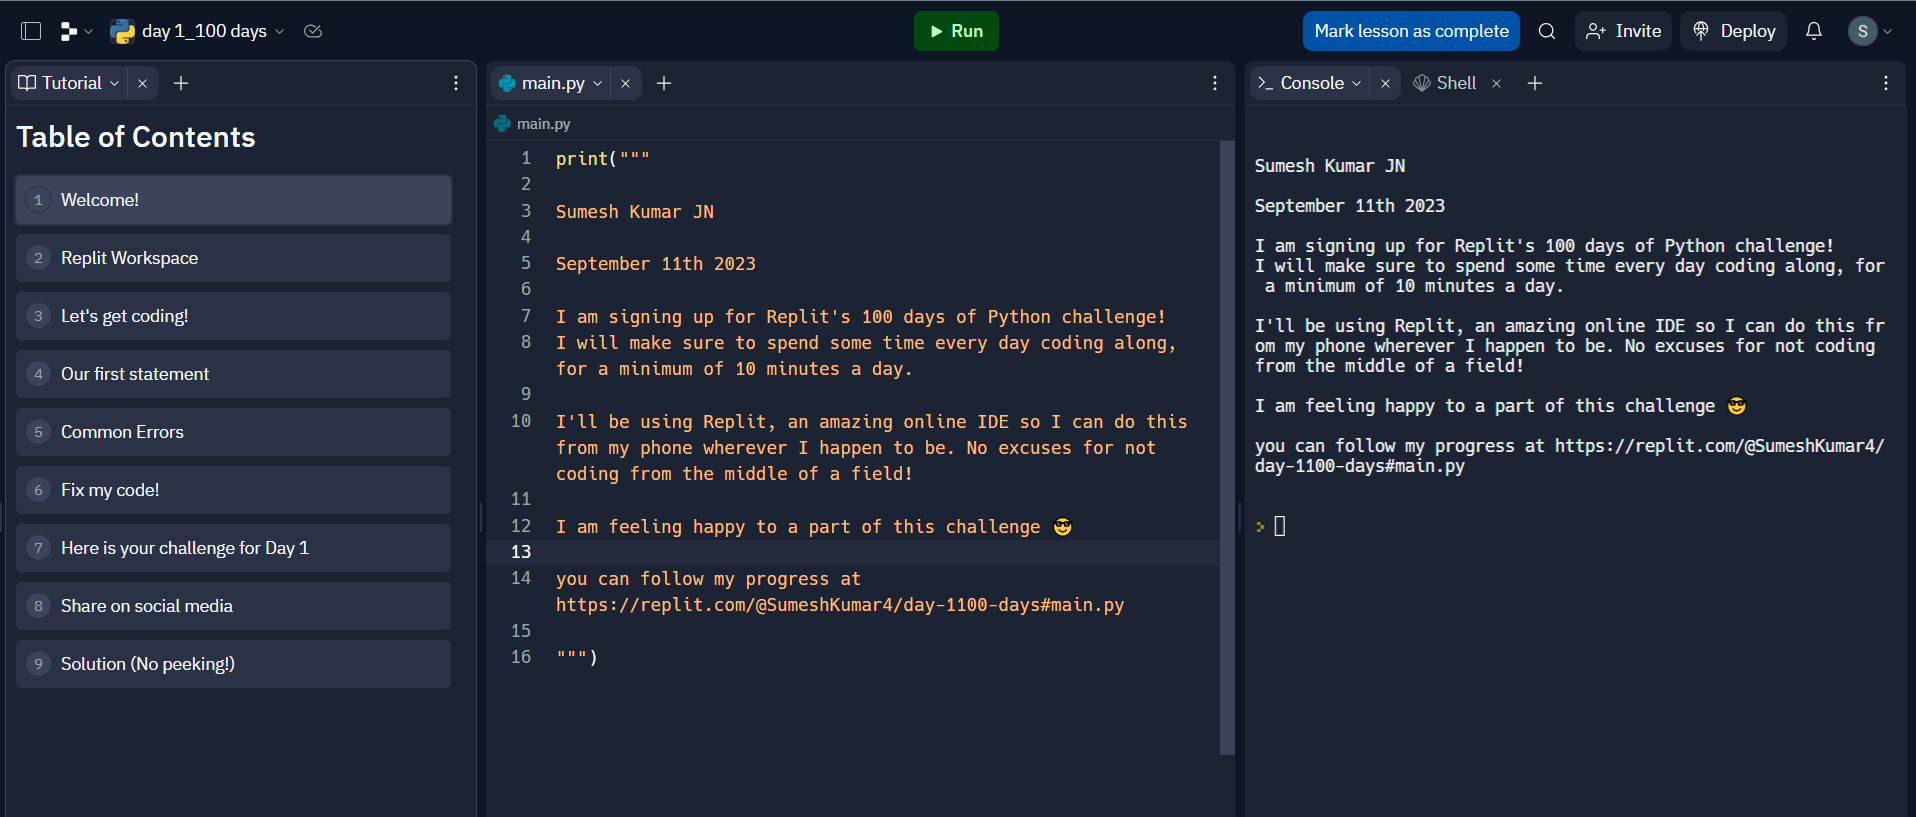 day 1_100 days
Run
Mark lesson as complete
Invite
Deploy
S
Tutorial
Table of Contents
1 Welcome!
2 Replit Workspace
3 Let's get coding!
4 Our first statement
5 Common Errors
6 Fix my code!
7 Here is your challenge for Day 1
8 Share on social media
9 Solution (No peeking!)
main.py
main.py
1 print("""
2
3 Sumesh Kumar JN
4
5 September 11th 2023
6
7 I am signing up for Replit's 100 days of Python challenge!
8 I will make sure to spend some time every day coding along,
for a minimum of 10 minutes a day.
9
10 I'll be using Replit, an amazing online IDE so I can do this
from my phone wherever I happen to be. No excuses for not
coding from the middle of a field!
11
12 I am feeling happy to a part of this challenge 😎
13
14 you can follow my progress at
https://replit.com/@SumeshKumar4/day-1100-days#main.py
15
16 """)
Console
Shell
Sumesh Kumar JN
September 11th 2023
I am signing up for Replit's 100 days of Python challenge!
I will make sure to spend some time every day coding along, for
a minimum of 10 minutes a day.
I'll be using Replit, an amazing online IDE so I can do this fr
om my phone wherever I happen to be. No excuses for not coding
from the middle of a field!
I am feeling happy to a part of this challenge 😎
you can follow my progress at https://replit.com/@SumeshKumar4/
day-1100-days#main.py